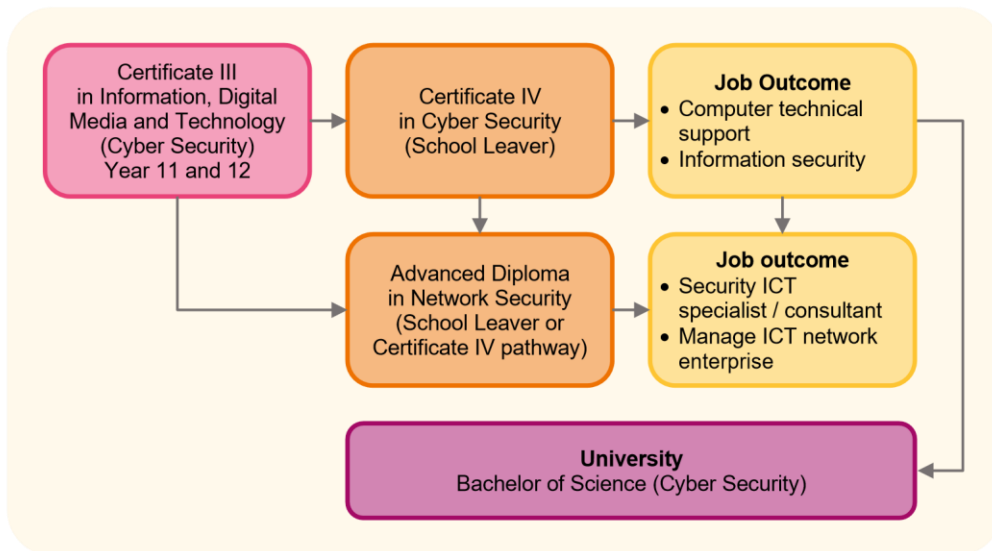 Certificate III
in Information, Digital
Media and Technology
(Cyber Security)
Year 11 and 12
Certificate IV
in Cyber Security
(School Leaver)
Job Outcome
• Computer technical
support
• Information security
Advanced Diploma
in Network Security
(School Leaver or
Certificate IV pathway)
Job outcome
• Security ICT
specialist / consultant
• Manage ICT network
enterprise
University
Bachelor of Science (Cyber Security)